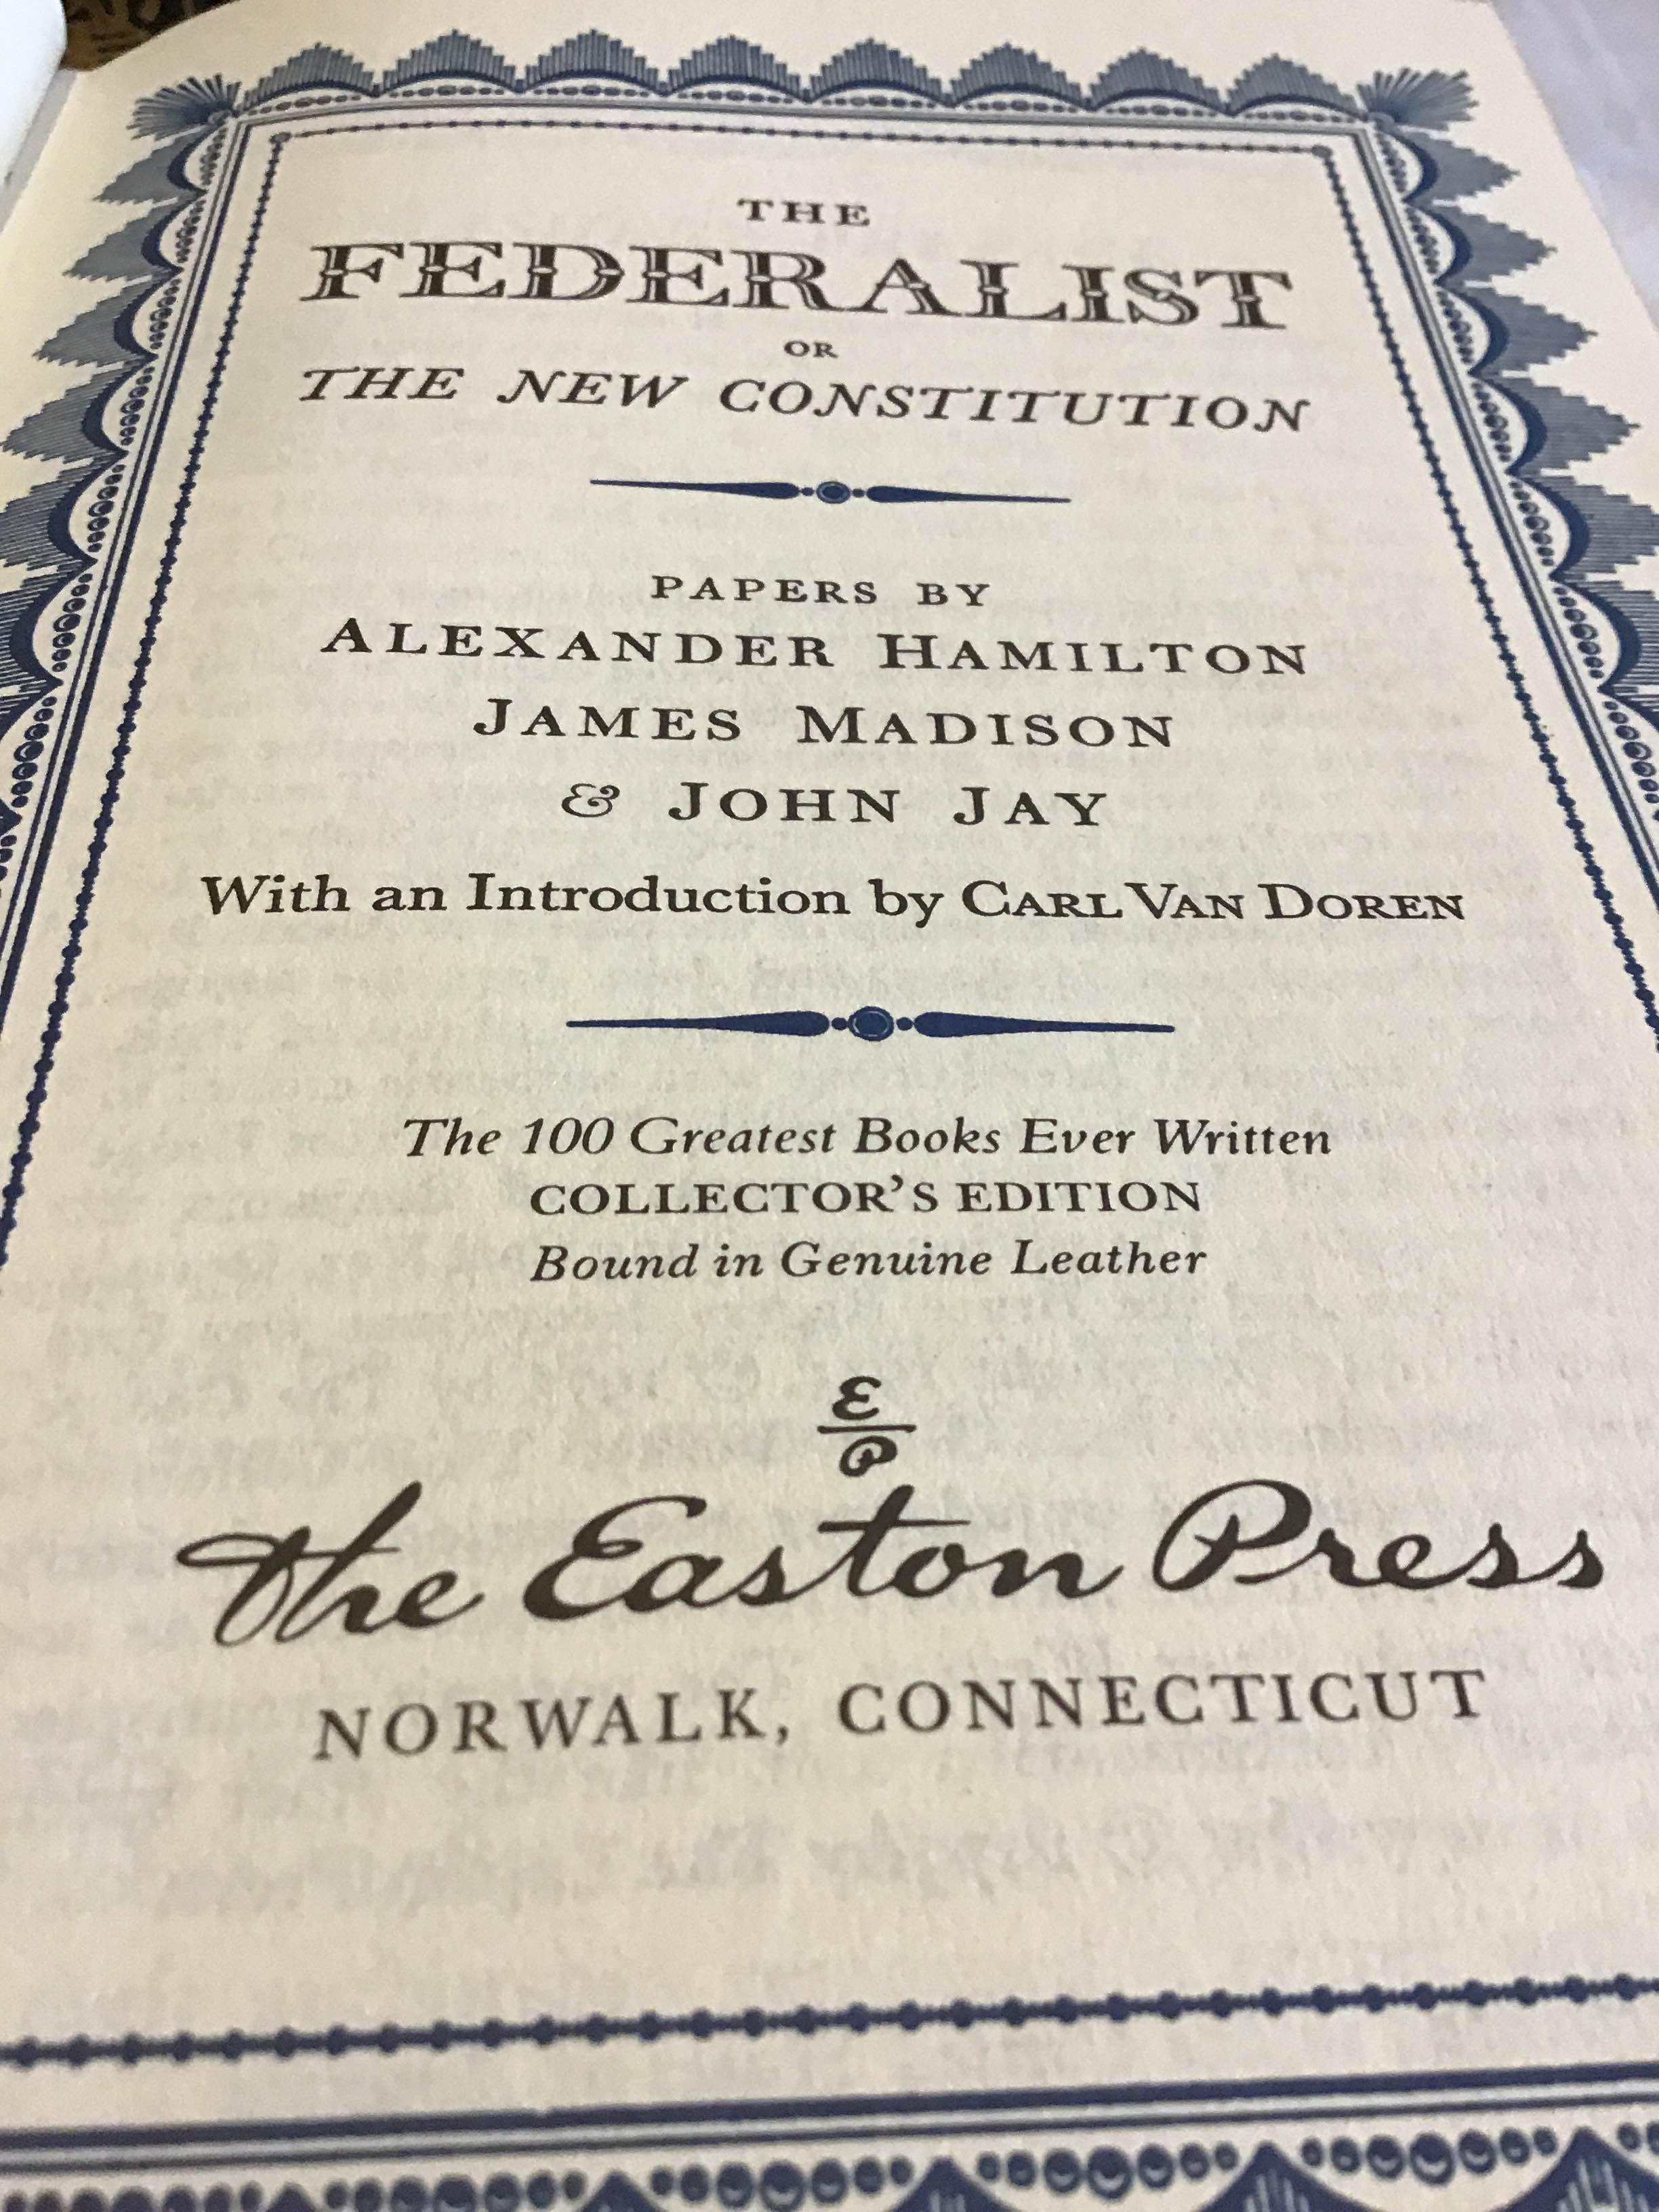 THE
FEDERALIST
OR
THE NEW CONSTITUTION
PAPERS BY
ALEXANDER HAMILTON
JAMES MADISON
& JOHN JAY
With an Introduction by CARL VAN DOREN
The 100 Greatest Books Ever Written
COLLECTOR'S EDITION
Bound in Genuine Leather
E
P
The Easton Press
NORWALK, CONNECTICUT